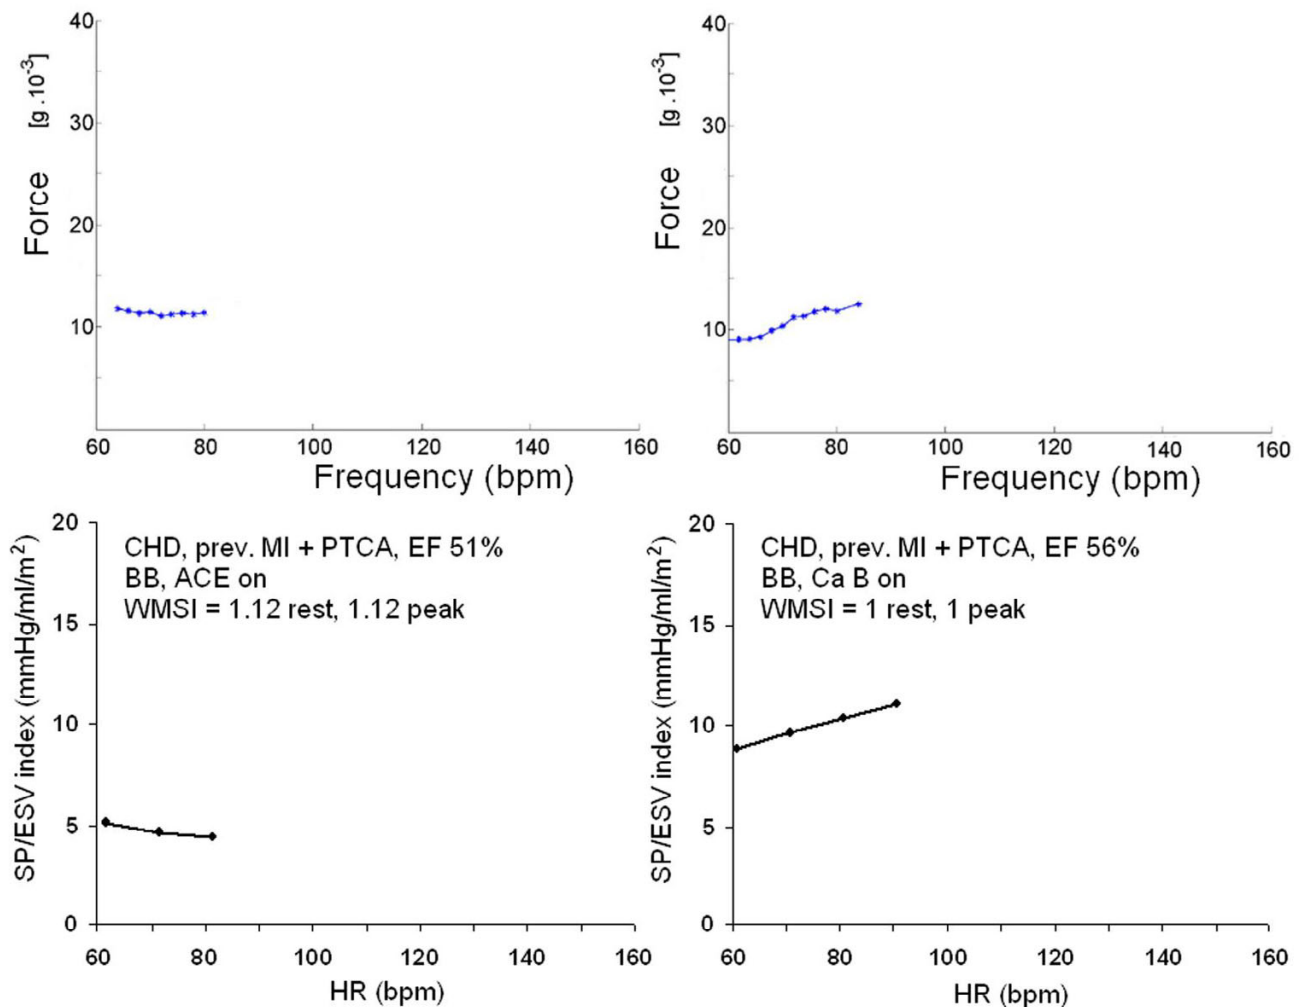 40
30
20
10
Force [g .10-3]
60 80 100 120 140 160
Frequency (bpm)
40
30
20
10
Force [g .10-3]
60 80 100 120 140 160
Frequency (bpm)
20
15
10
5
0
SP/ESV index (mmHg/ml/m2)
CHD, prev. MI + PTCA, EF 51%
BB, ACE on
WMSI = 1.12 rest, 1.12 peak
60 80 100 120 140 160
HR (bpm)
20
15
10
5
0
SP/ESV index (mmHg/ml/m2)
CHD, prev. MI + PTCA, EF 56%
BB, Ca B on
WMSI = 1 rest, 1 peak
60 80 100 120 140 160
HR (bpm)